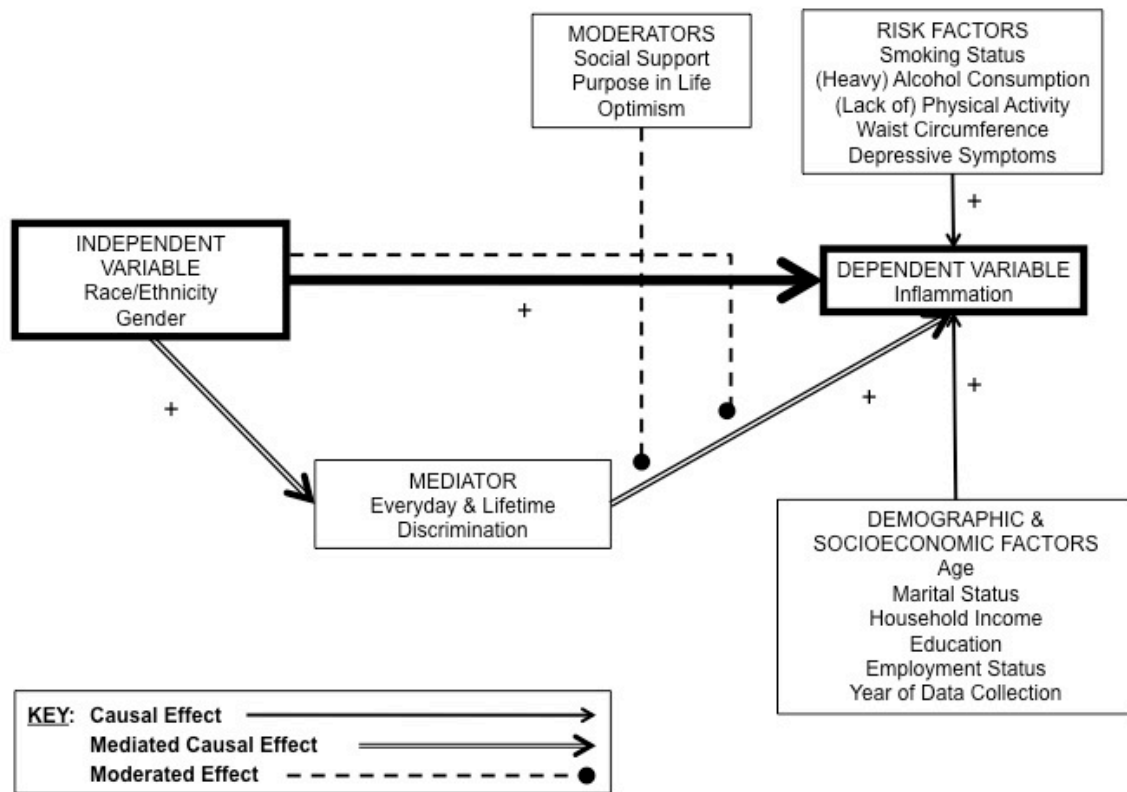 MODERATORS
Social Support
Purpose in Life
Optimism
RISK FACTORS
Smoking Status
(Heavy) Alcohol Consumption
(Lack of) Physical Activity
Waist Circumference
Depressive Symptoms
+
INDEPENDENT
VARIABLE
Race/Ethnicity
Gender
+
DEPENDENT VARIABLE
Inflammation
+
+
+
MEDIATOR
Everyday & Lifetime
Discrimination
DEMOGRAPHIC &
SOCIOECONOMIC FACTORS
Age
Marital Status
Household Income
Education
Employment Status
Year of Data Collection
KEY: Causal Effect
Mediated Causal Effect
Moderated Effect